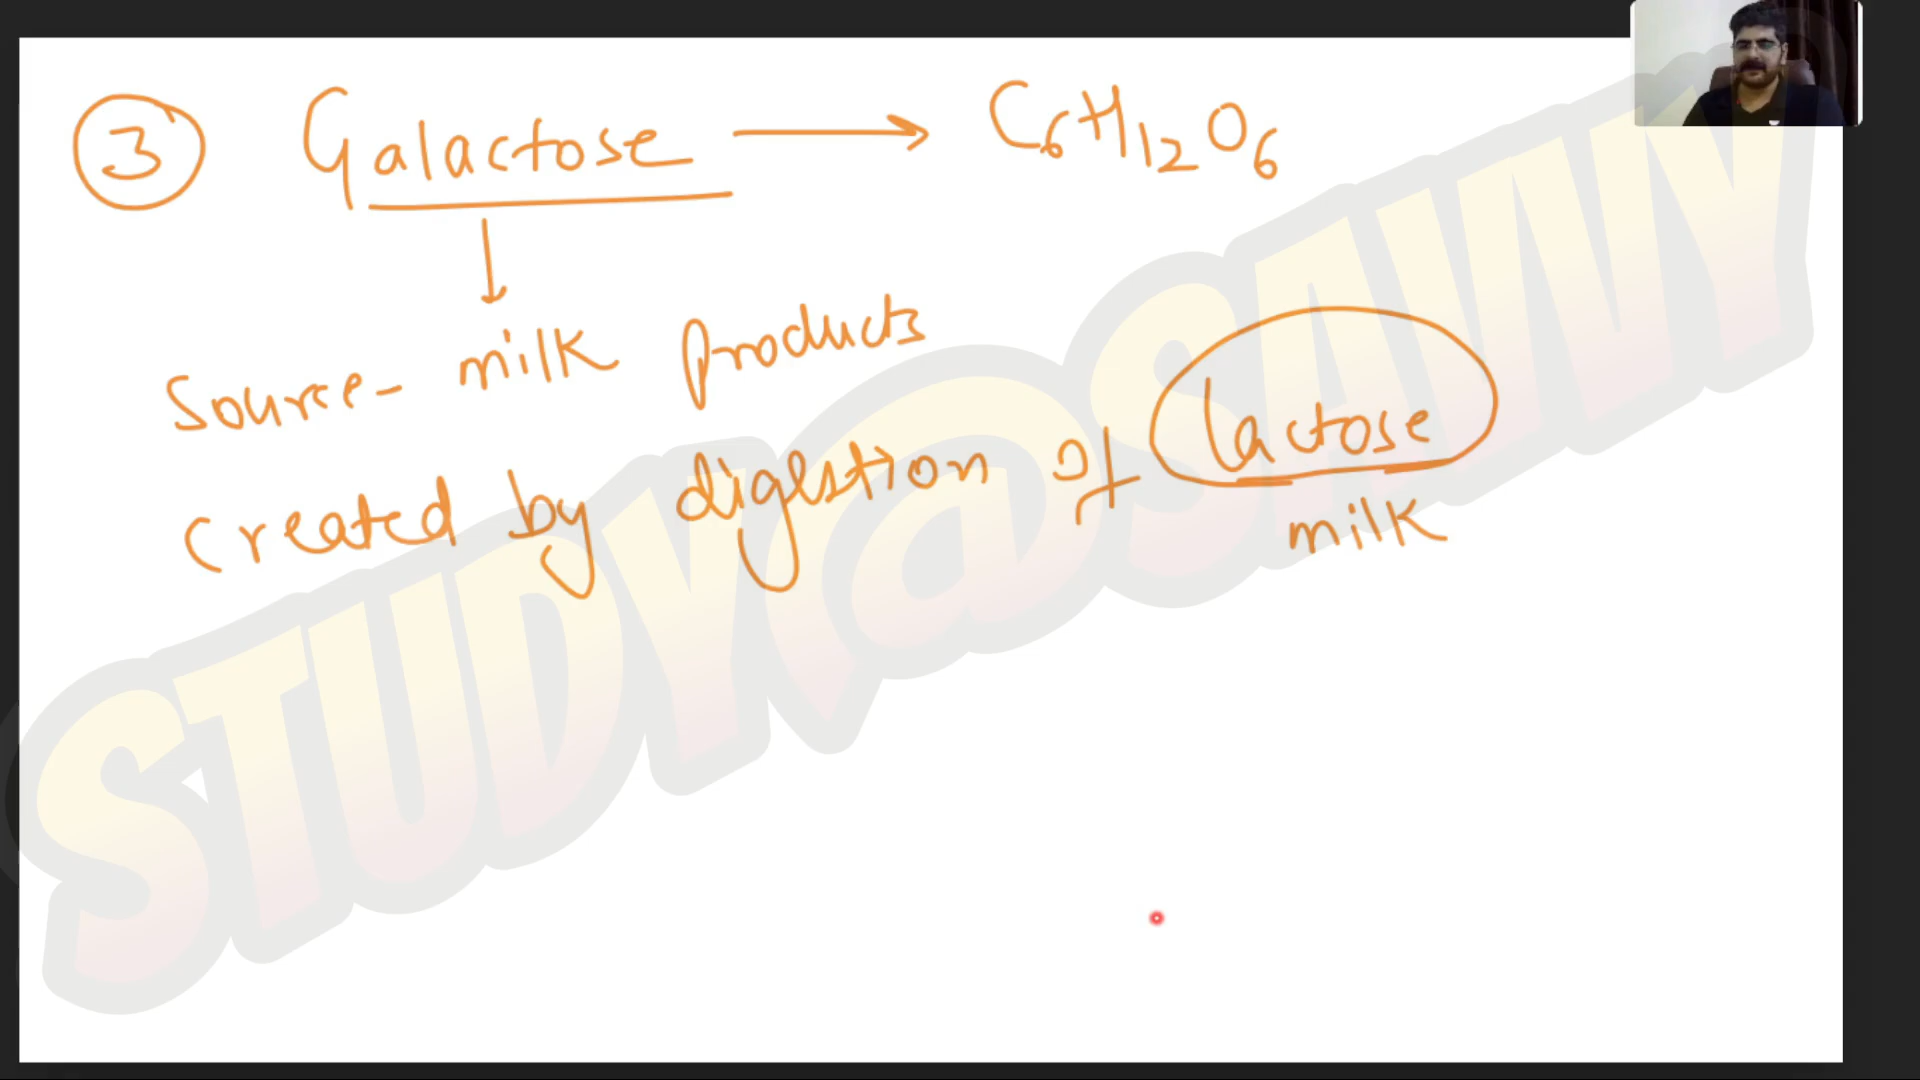 3 Galactose → C₆H₁₂O₆
Source- milk products
created by digestion of lactose
milk
STUDY@SAVVY